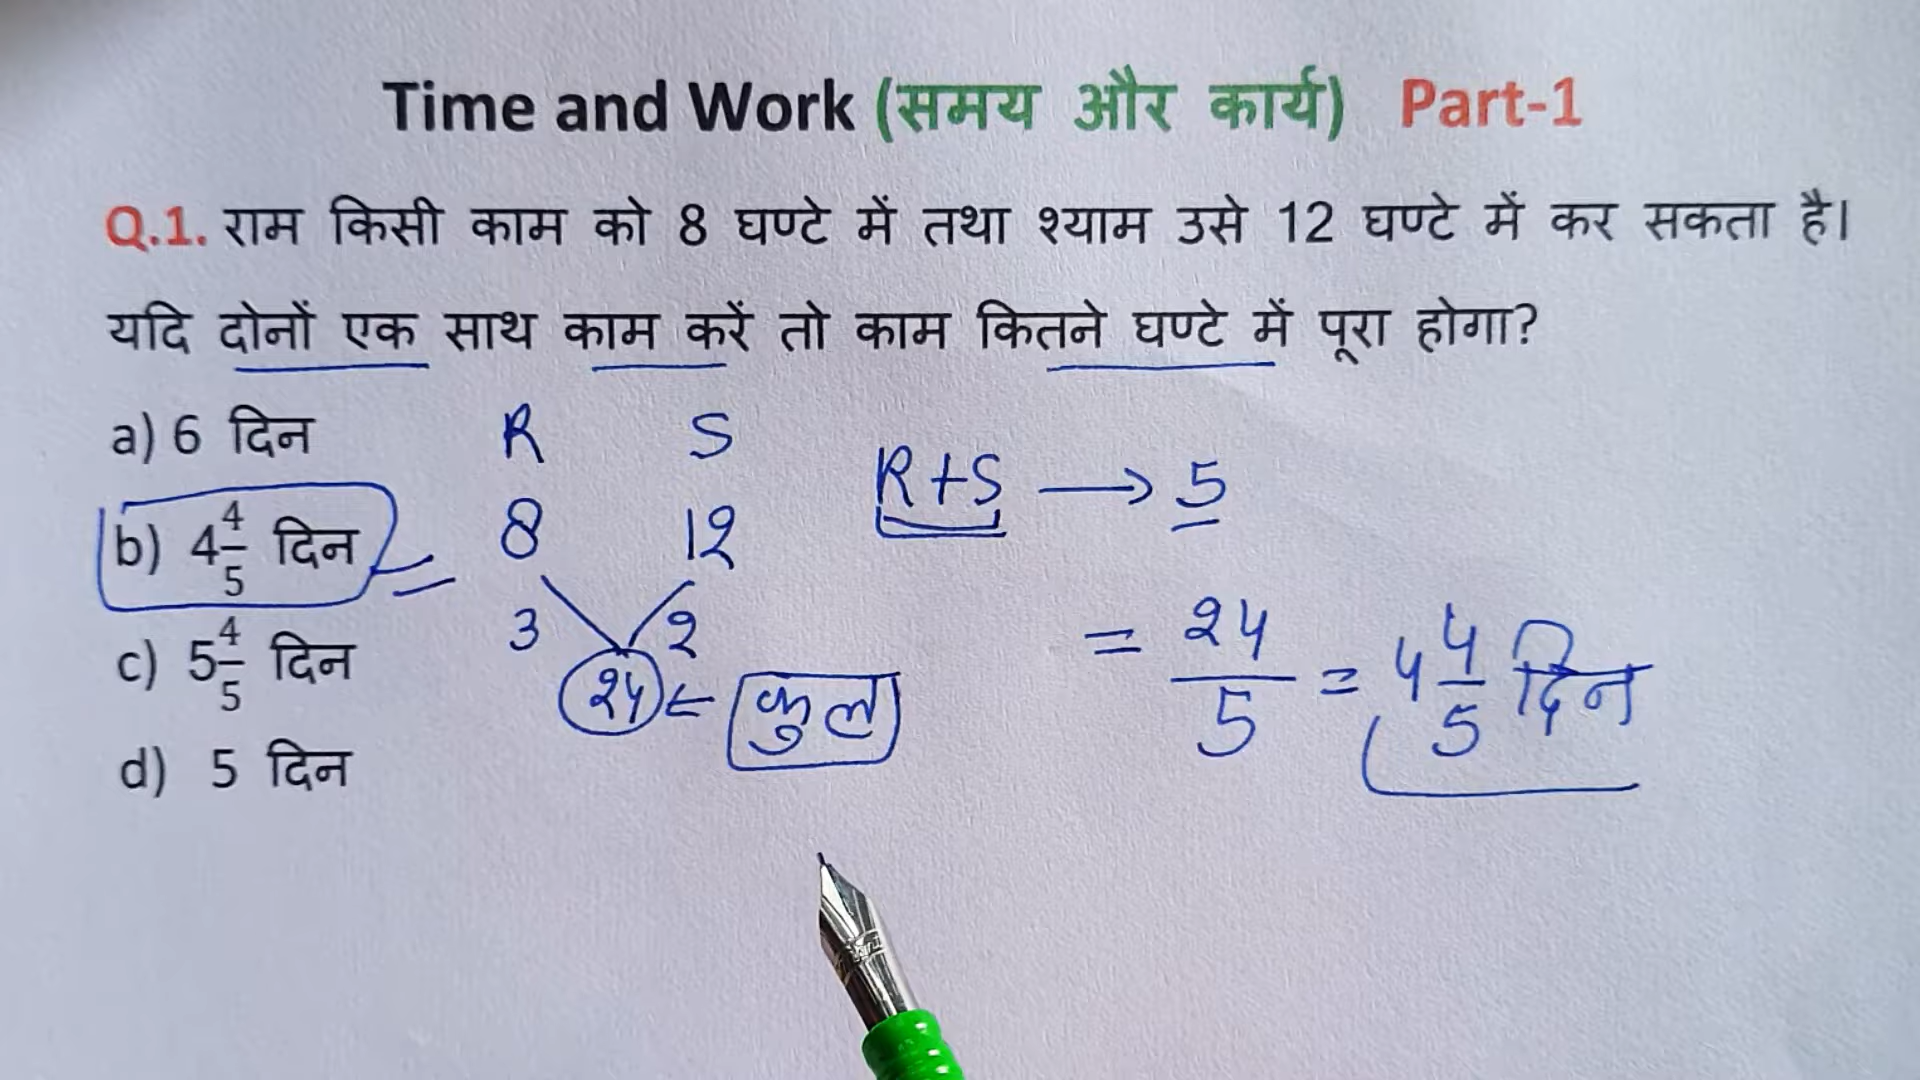 Time and Work (समय और कार्य) Part-1
Q.1. राम किसी काम को 8 घण्टे में तथा श्याम उसे 12 घण्टे में कर सकता है।
यदि दोनों एक साथ काम करें तो काम कितने घण्टे में पूरा होगा?
a) 6 दिन
b) 4 4/5 दिन
c) 5 4/5 दिन
d) 5 दिन
R S
8 12
3 2
24 ← कुल
R+S → 5
= 24/5 = 4 4/5 दिन